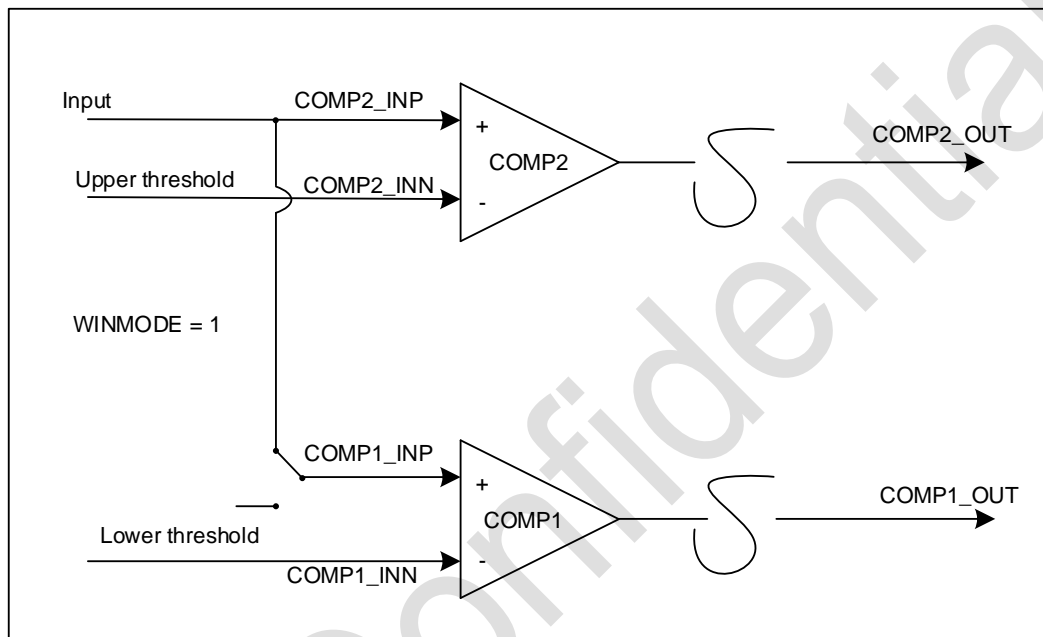 Input
COMP2_INP
+
COMP2
COMP2_OUT
Upper threshold
COMP2_INN
-
WINMODE = 1
COMP1_INP
+
COMP1
COMP1_OUT
Lower threshold
COMP1_INN
-
Confidential